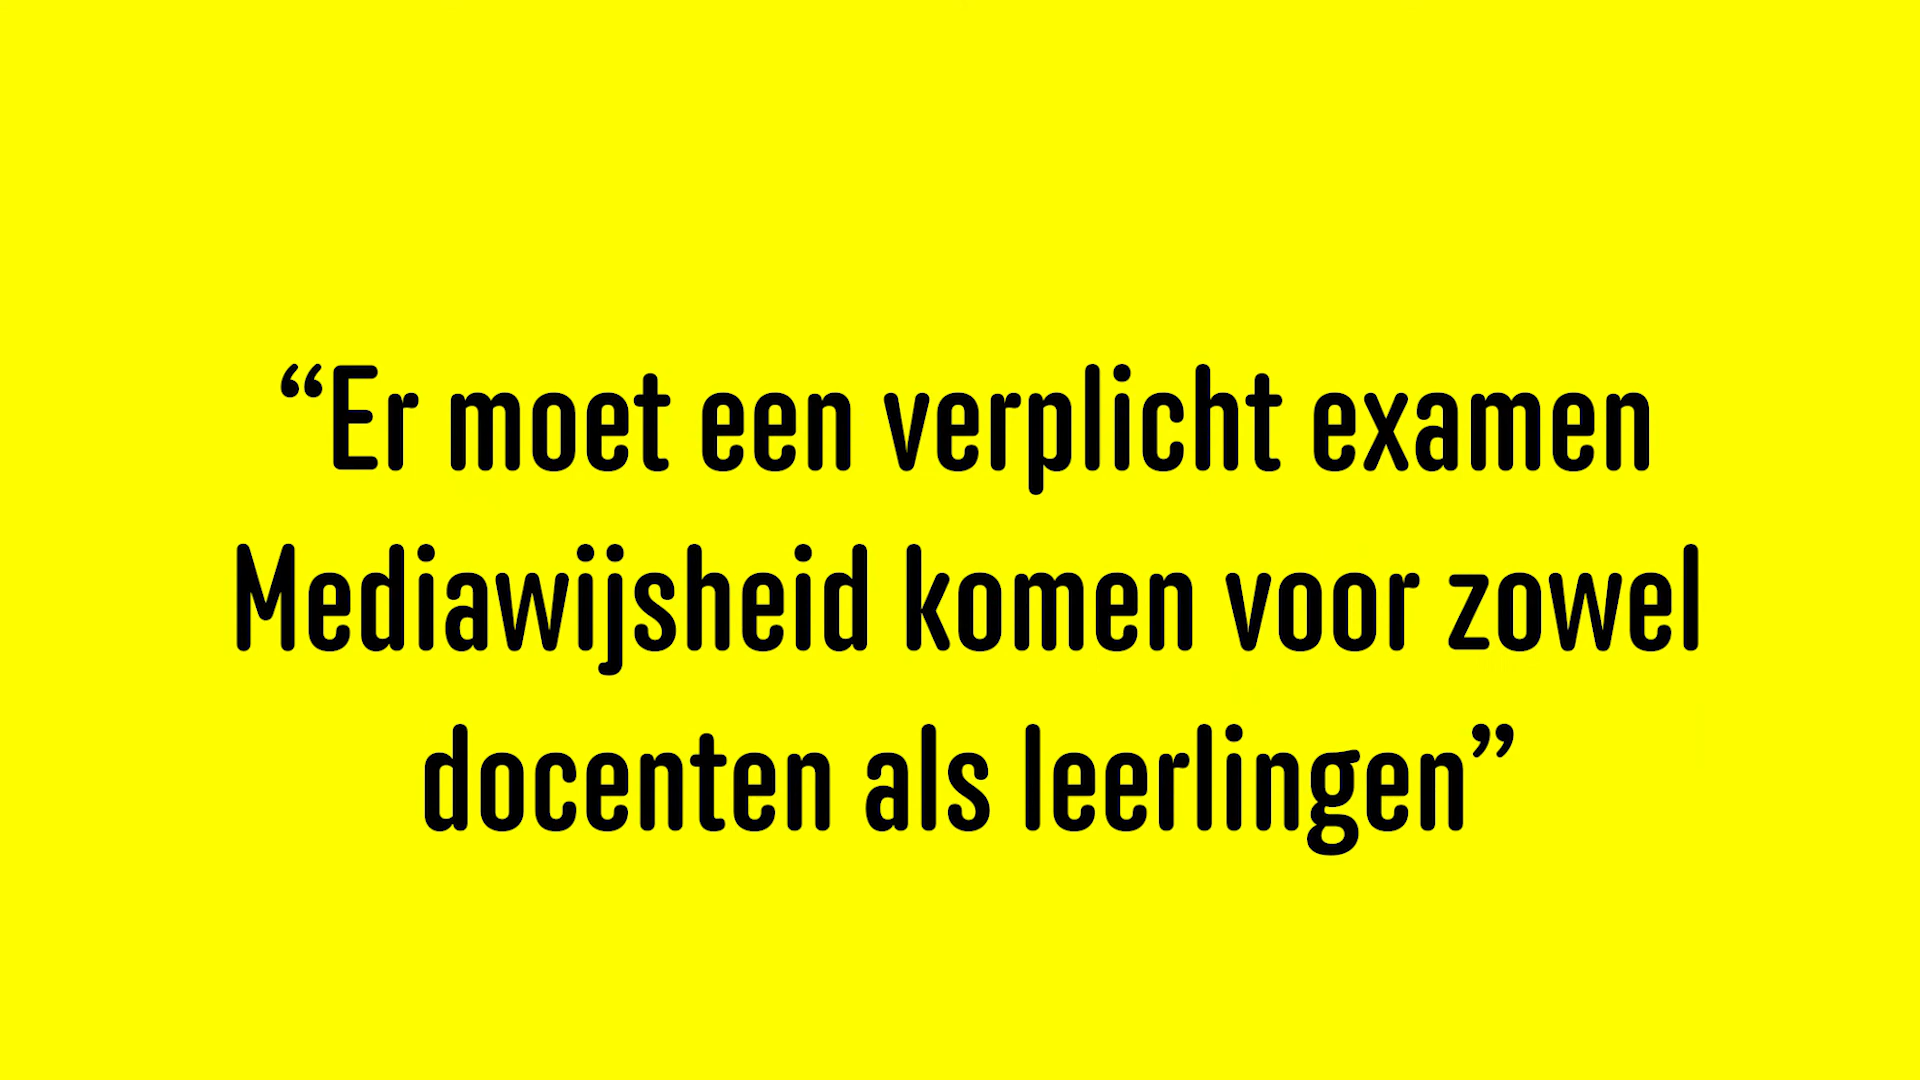 “Er moet een verplicht examen
Mediawijsheid komen voor zowel
docenten als leerlingen”